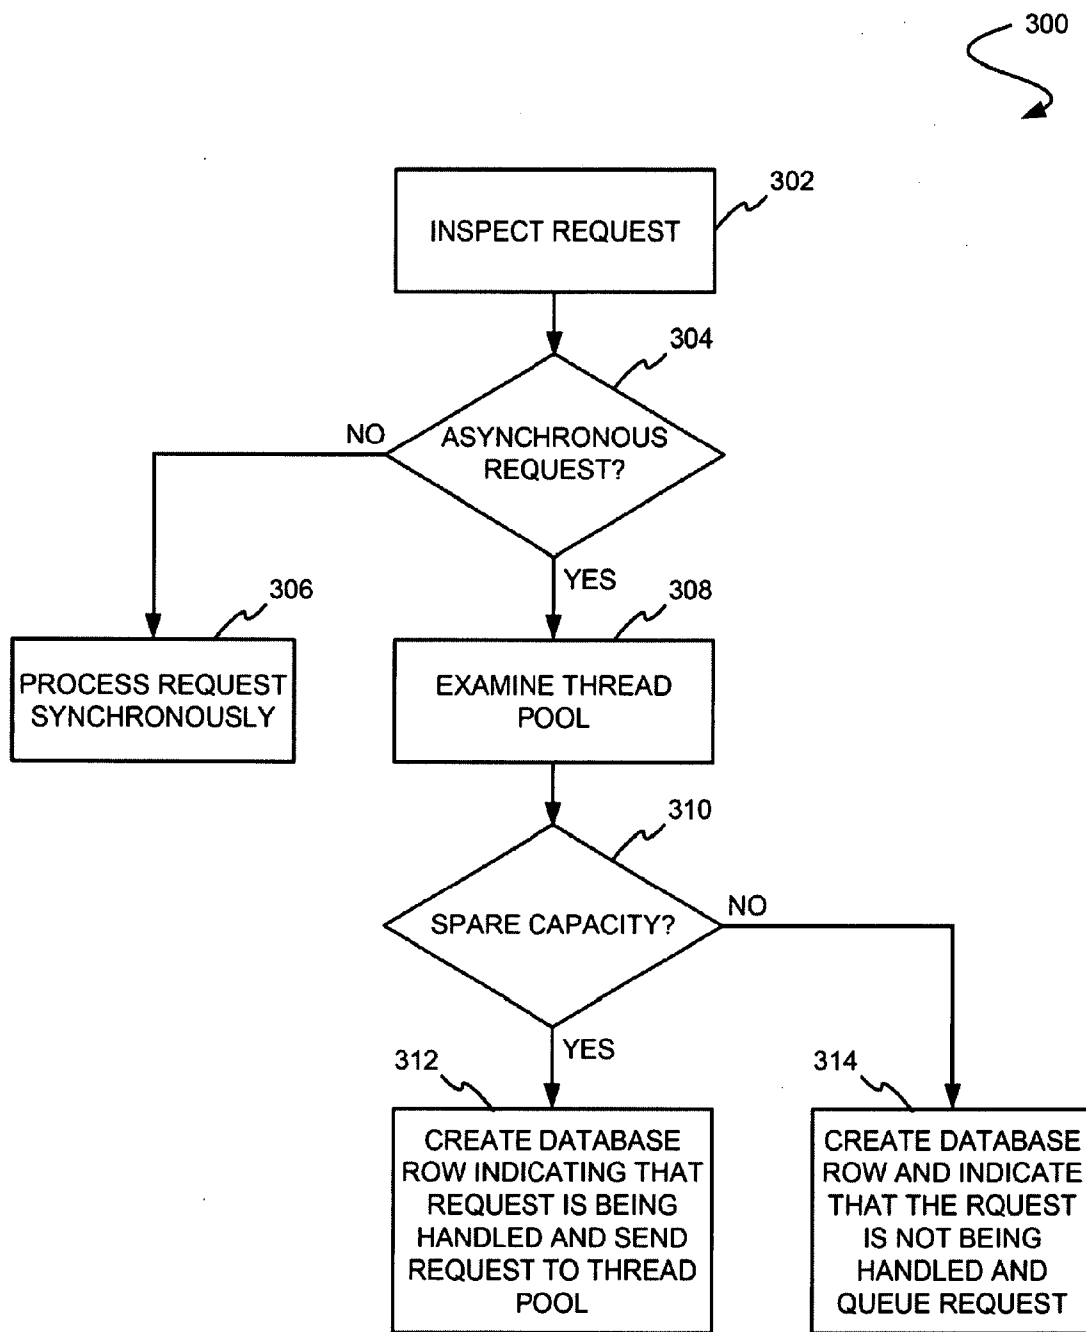 300
302
INSPECT REQUEST
304
NO
ASYNCHRONOUS
REQUEST?
YES
306
308
PROCESS REQUEST
SYNCHRONOUSLY
EXAMINE THREAD
POOL
310
NO
SPARE CAPACITY?
YES
312
314
CREATE DATABASE
ROW INDICATING THAT
REQUEST IS BEING
HANDLED AND SEND
REQUEST TO THREAD
POOL
CREATE DATABASE
ROW AND INDICATE
THAT THE RQUEST
IS NOT BEING
HANDLED AND
QUEUE REQUEST